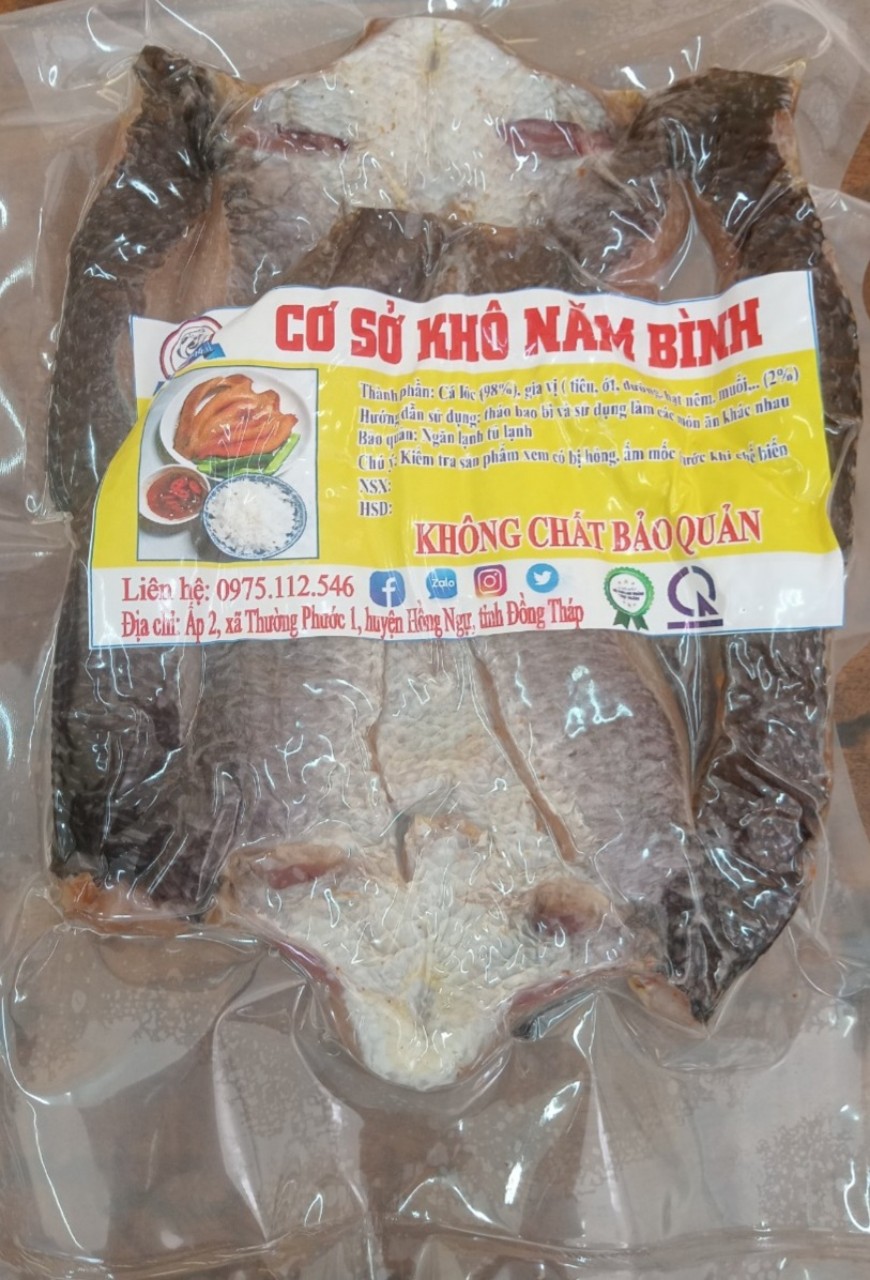 CƠ SỞ KHÔ NĂM BÌNH
Thành phần: Cá lóc (98%), gia vị ( tiêu, ớt, đường, hạt nêm, muối,.. (2%)
Hướng dẫn sử dụng: tháo bao bì và sử dụng làm các món ăn khác nhau
Bảo quản: Ngăn lạnh tủ lạnh
Chú ý: Kiểm tra sản phẩm xem có bị hỏng, ẩm mốc trước khi chế biến
NSX:
HSD:
KHÔNG CHẤT BẢO QUẢN
Liên hệ: 0975.112.546
Zalo
Địa chỉ: Ấp 2, xã Thường Phước 1, huyện Hồng Ngự, tỉnh Đồng Tháp